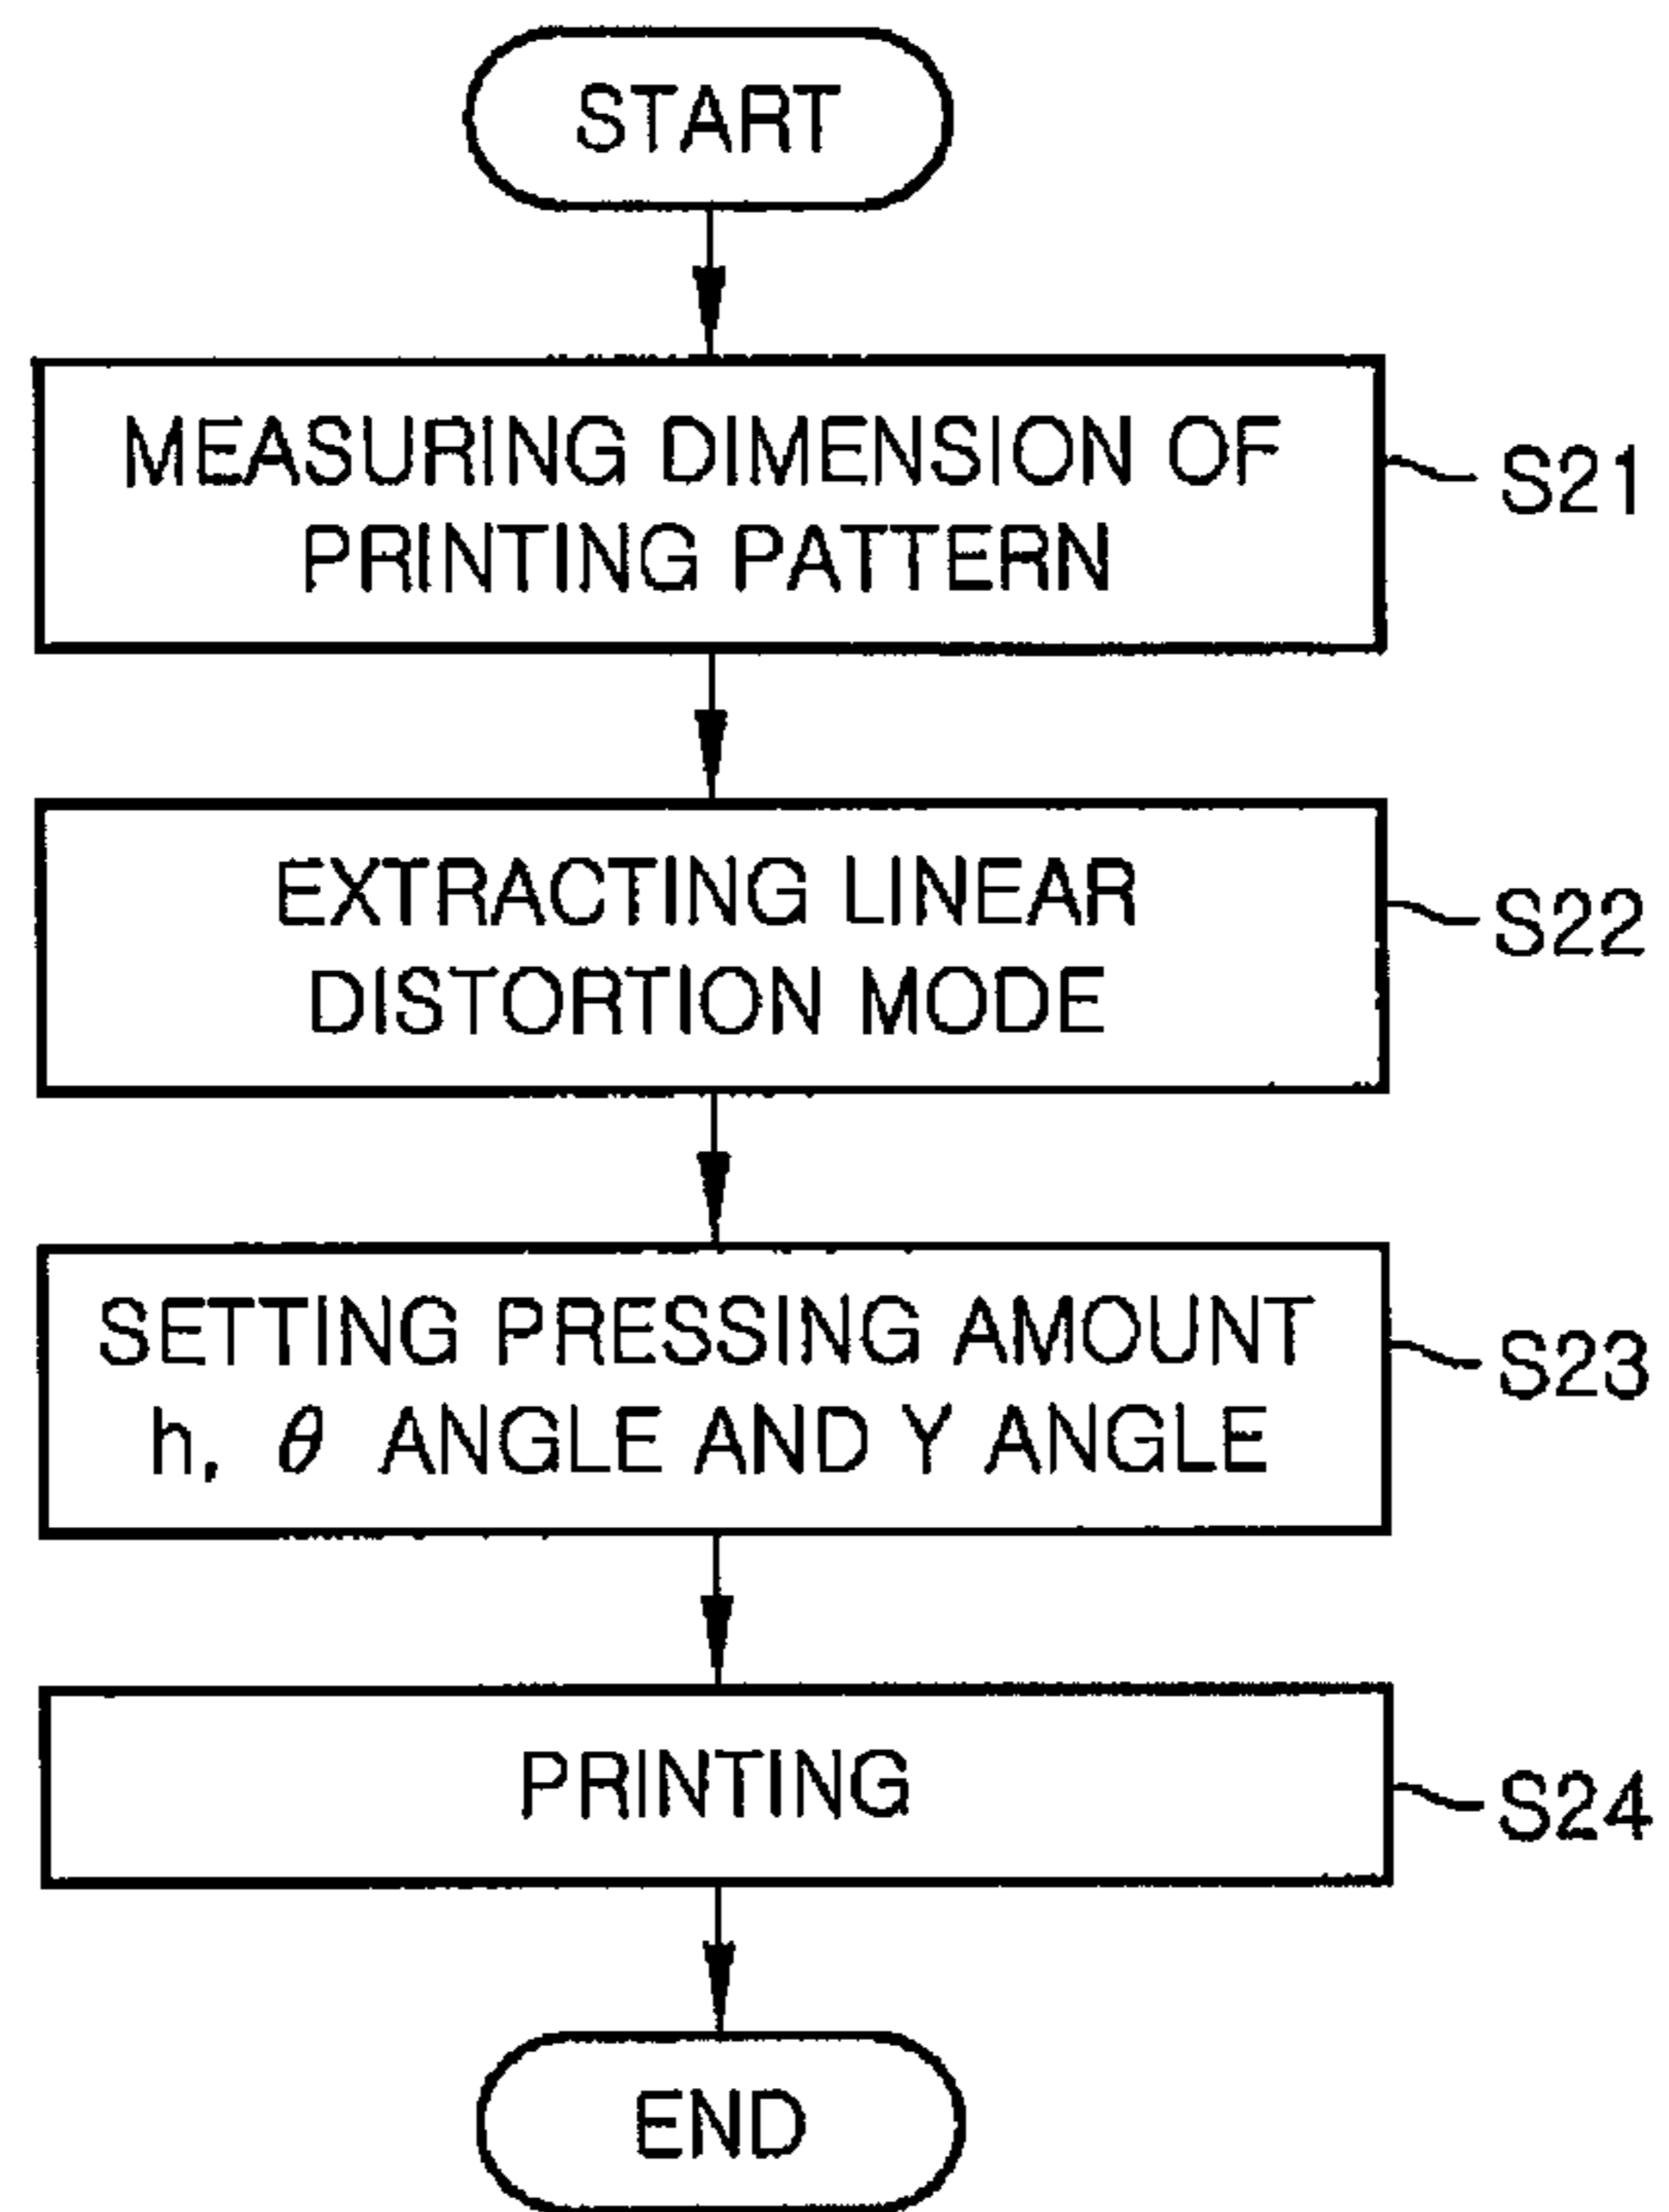 START
MEASURING DIMENSION OF
PRINTING PATTERN
S21
EXTRACTING LINEAR
DISTORTION MODE
S22
SETTING PRESSING AMOUNT
h, θ ANGLE AND Y ANGLE
S23
PRINTING
S24
END